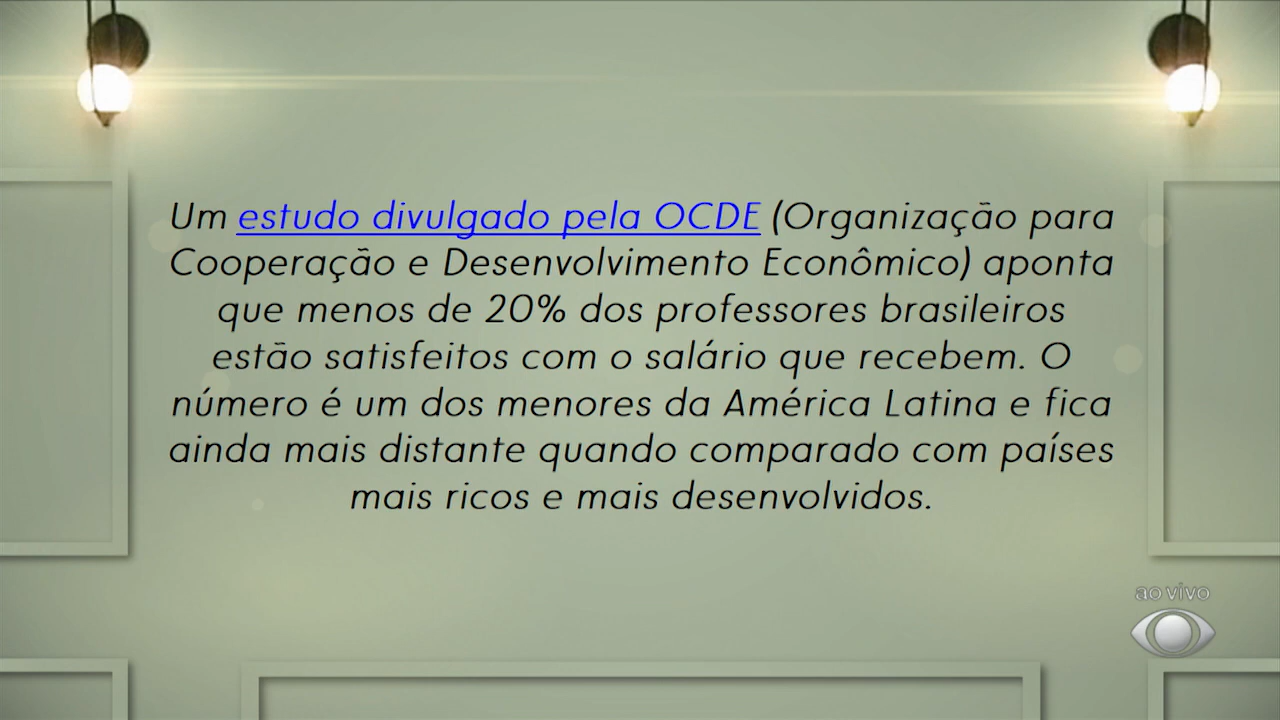 Um estudo divulgado pela OCDE (Organização para
Cooperação e Desenvolvimento Econômico) aponta
que menos de 20% dos professores brasileiros
estão satisfeitos com o salário que recebem. O
número é um dos menores da América Latina e fica
ainda mais distante quando comparado com países
mais ricos e mais desenvolvidos.
ao vivo